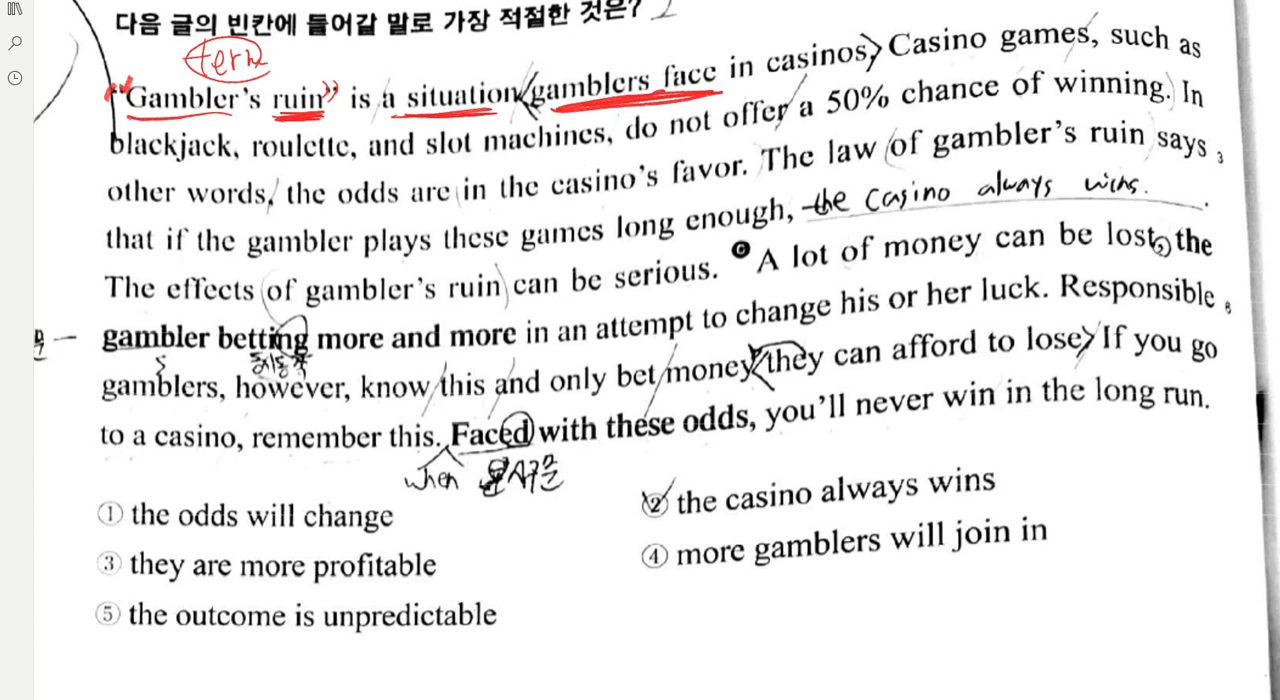 다음 글의 빈칸에 들어갈 말로 가장 적절한 것은?
term
"Gambler's ruin" is a situation gamblers face in casinos. Casino games, such as
blackjack, roulette, and slot machines, do not offer a 50% chance of winning. In
other words, the odds are in the casino's favor. The law of gambler's ruin says
that if the gambler plays these games long enough, the casino always wins.
The effects of gambler's ruin can be serious. A lot of money can be lost, the
gambler betting more and more in an attempt to change his or her luck. Responsible
gamblers, however, know this and only bet money they can afford to lose. If you go
to a casino, remember this. Faced with these odds, you'll never win in the long run.
when
① the odds will change
② the casino always wins
③ they are more profitable
④ more gamblers will join in
⑤ the outcome is unpredictable